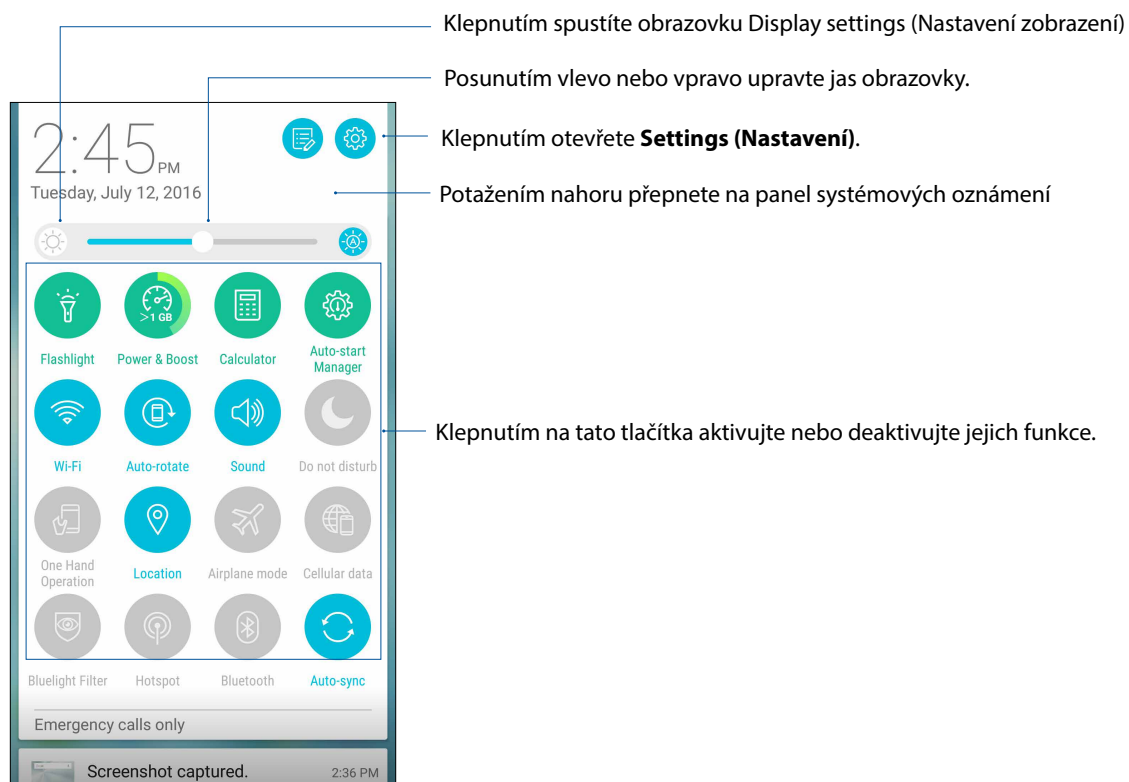 Klepnutím spustíte obrazovku Display settings (Nastavení zobrazení)
Posunutím vlevo nebo vpravo upravte jas obrazovky.
Klepnutím otevřete Settings (Nastavení).
Potažením nahoru přepnete na panel systémových oznámení
2:45 PM
Tuesday, July 12, 2016
A
>1 GB
Flashlight
Power & Boost
Calculator
Auto-start
Manager
Klepnutím na tato tlačítka aktivujte nebo deaktivujte jejich funkce.
Wi-Fi
Auto-rotate
Sound
Do not disturb
One Hand
Operation
Location
Airplane mode
Cellular data
Bluelight Filter
Hotspot
Bluetooth
Auto-sync
Emergency calls only
Screenshot captured.
2:36 PM